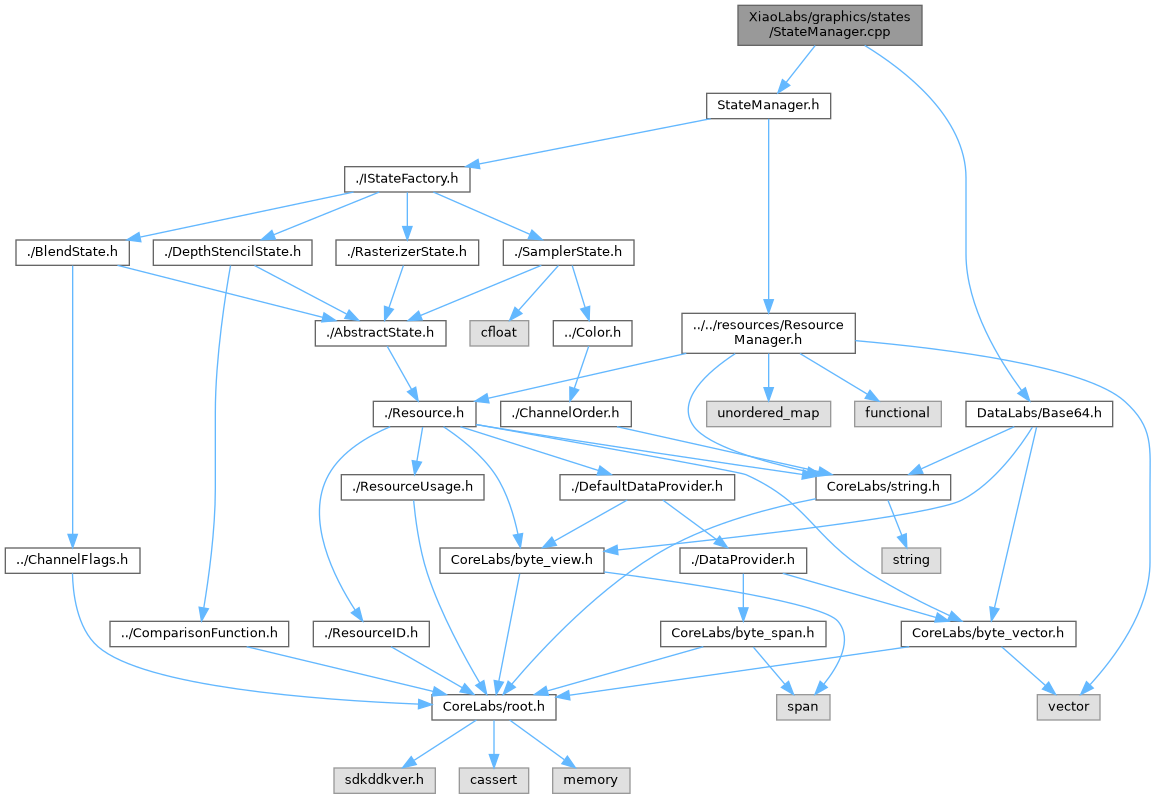 XiaoLabs/graphics/states
/StateManager.cpp
StateManager.h
./IStateFactory.h
./BlendState.h
./DepthStencilState.h
./RasterizerState.h
./SamplerState.h
./AbstractState.h
cfloat
../Color.h
../../resources/Resource
Manager.h
./Resource.h
./ChannelOrder.h
unordered_map
functional
DataLabs/Base64.h
./ResourceUsage.h
./DefaultDataProvider.h
CoreLabs/string.h
../ChannelFlags.h
CoreLabs/byte_view.h
./DataProvider.h
string
../ComparisonFunction.h
./ResourceID.h
CoreLabs/byte_span.h
CoreLabs/byte_vector.h
CoreLabs/root.h
span
vector
sdkddkver.h
cassert
memory